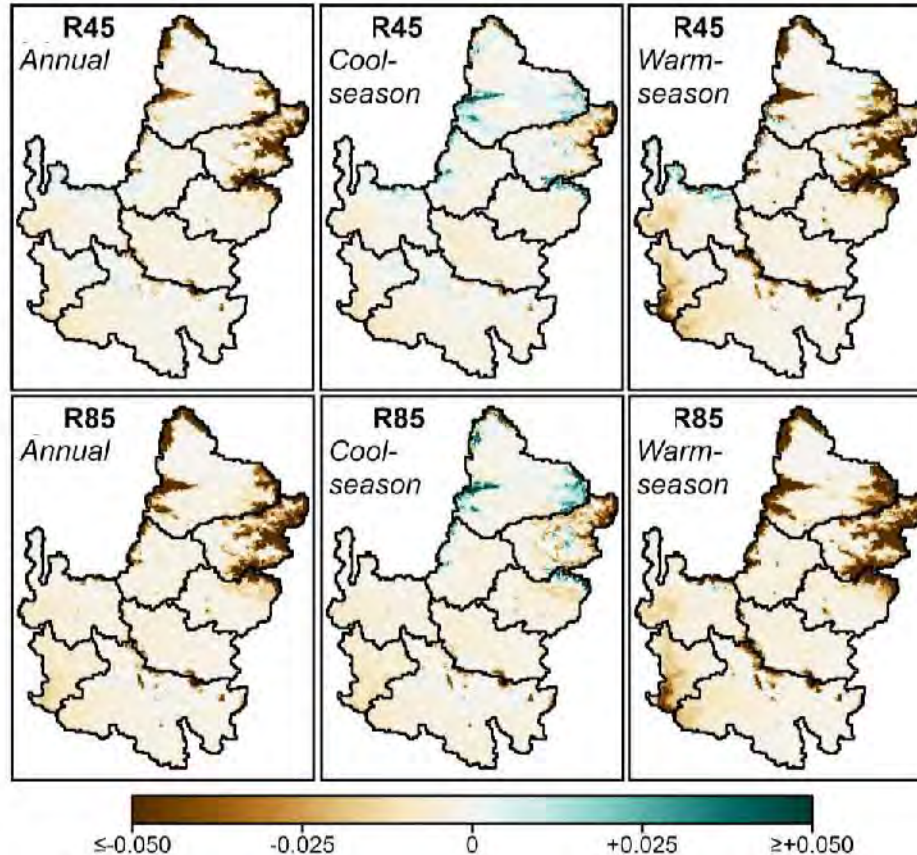 R45
Annual
R45
Cool-
season
R45
Warm-
season
R85
Annual
R85
Cool-
season
R85
Warm-
season
≤-0.050 -0.025 0 +0.025 ≥+0.050